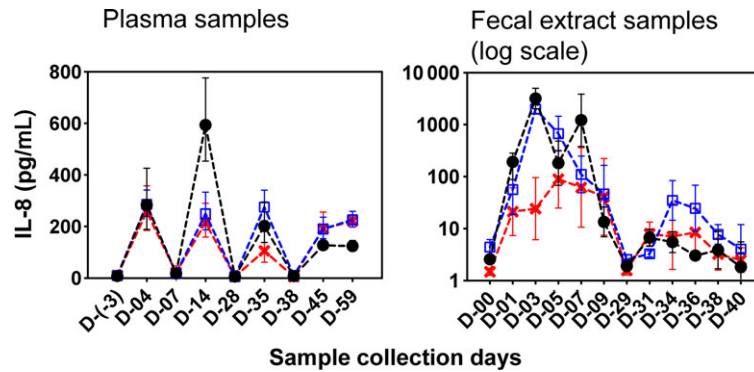 Plasma samples
Fecal extract samples
(log scale)
IL-8 (pg/mL)
800
600
400
200
0
D-(-3)
D-04
D-07
D-14
D-28
D-35
D-38
D-45
D-59
10 000
1000
100
10
1
D-00
D-01
D-03
D-05
D-07
D-09
D-29
D-31
D-34
D-36
D-38
D-40
Sample collection days